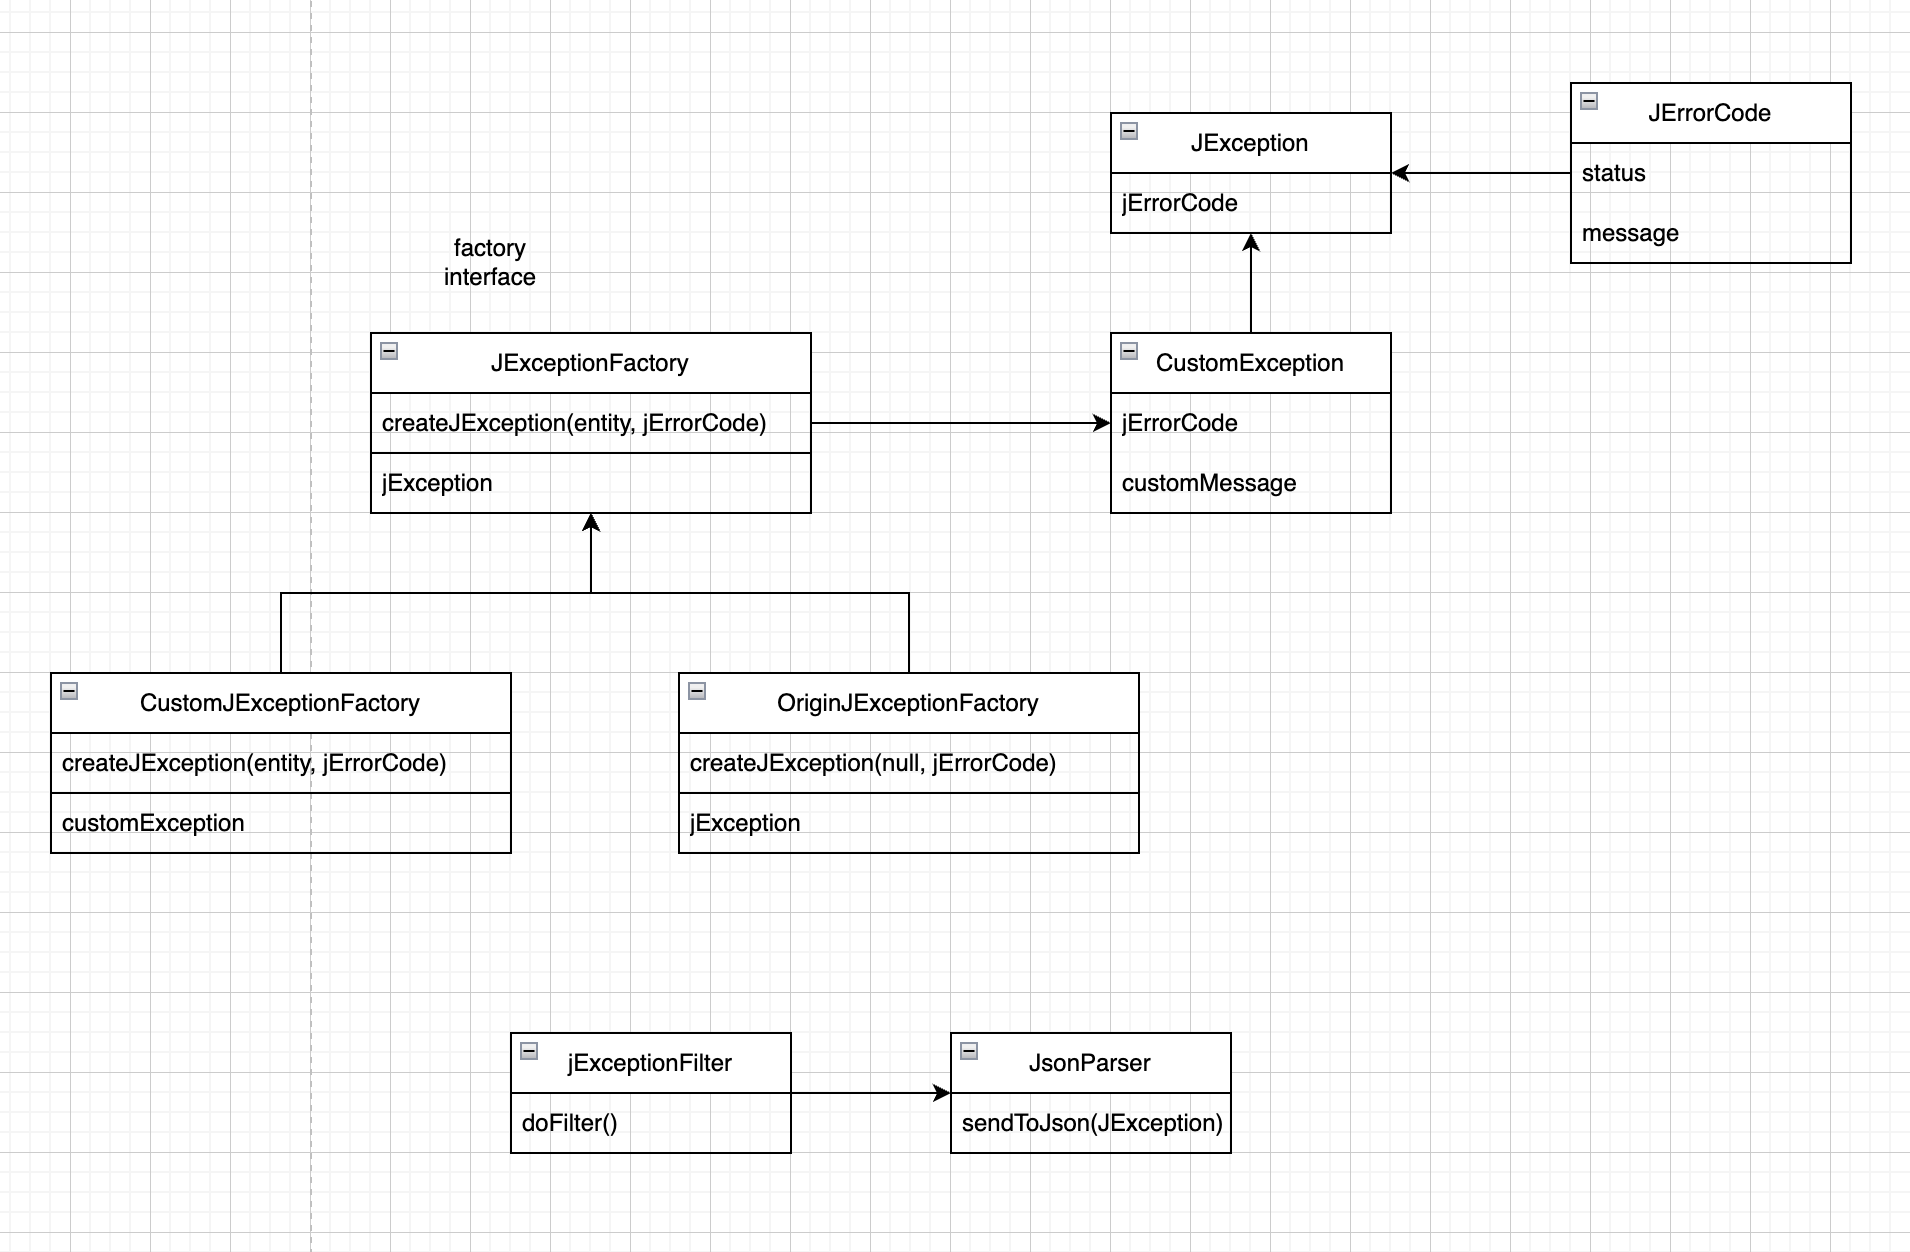 JErrorCode
status
message
JException
jErrorCode
factory
interface
JExceptionFactory
createJException(entity, jErrorCode)
jException
CustomException
jErrorCode
customMessage
CustomJExceptionFactory
createJException(entity, jErrorCode)
customException
OriginJExceptionFactory
createJException(null, jErrorCode)
jException
jExceptionFilter
doFilter()
JsonParser
sendToJson(JException)